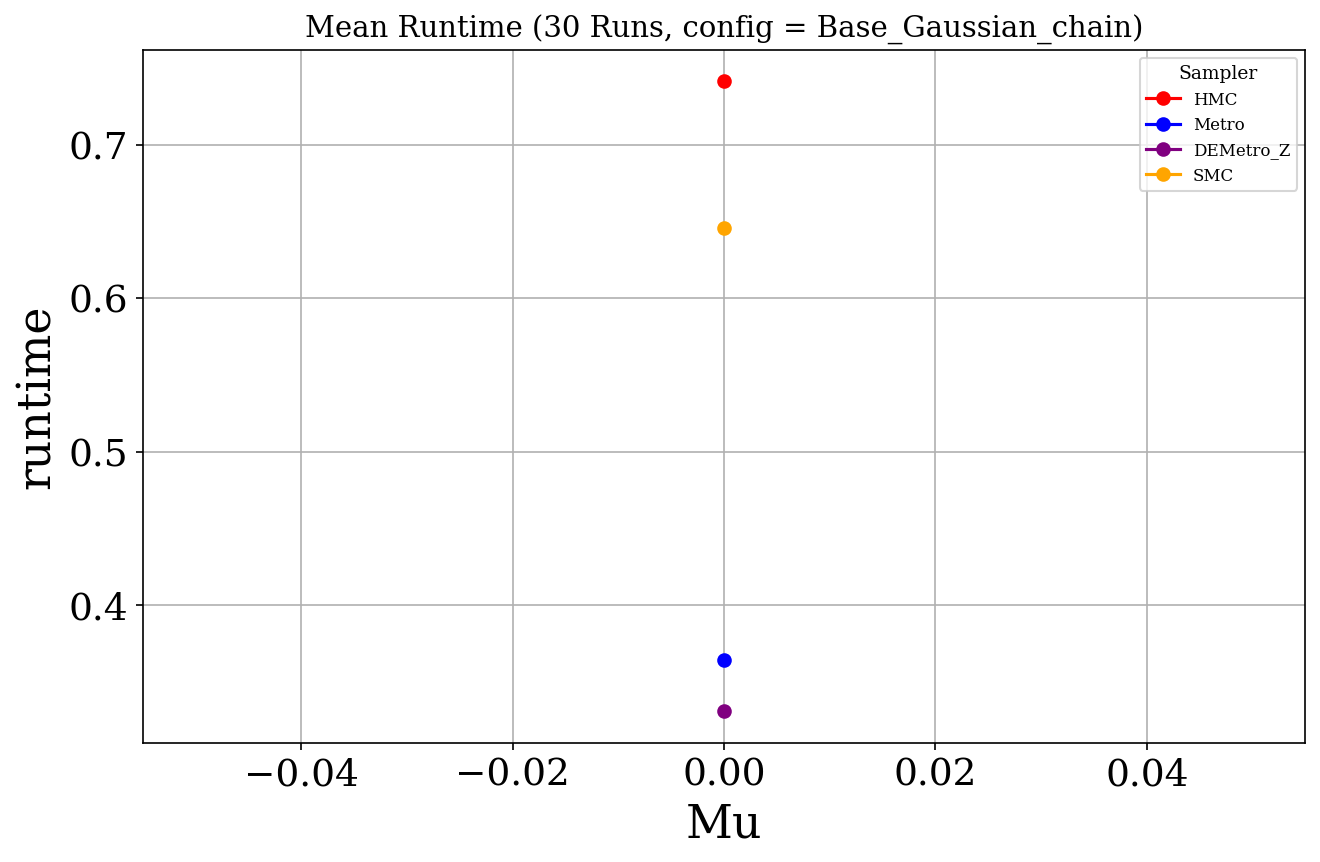 Mean Runtime (30 Runs, config = Base_Gaussian_chain)
Sampler
HMC
Metro
DEMetro_Z
SMC
runtime
0.7
0.6
0.5
0.4
−0.04
−0.02
0.00
0.02
0.04
Mu